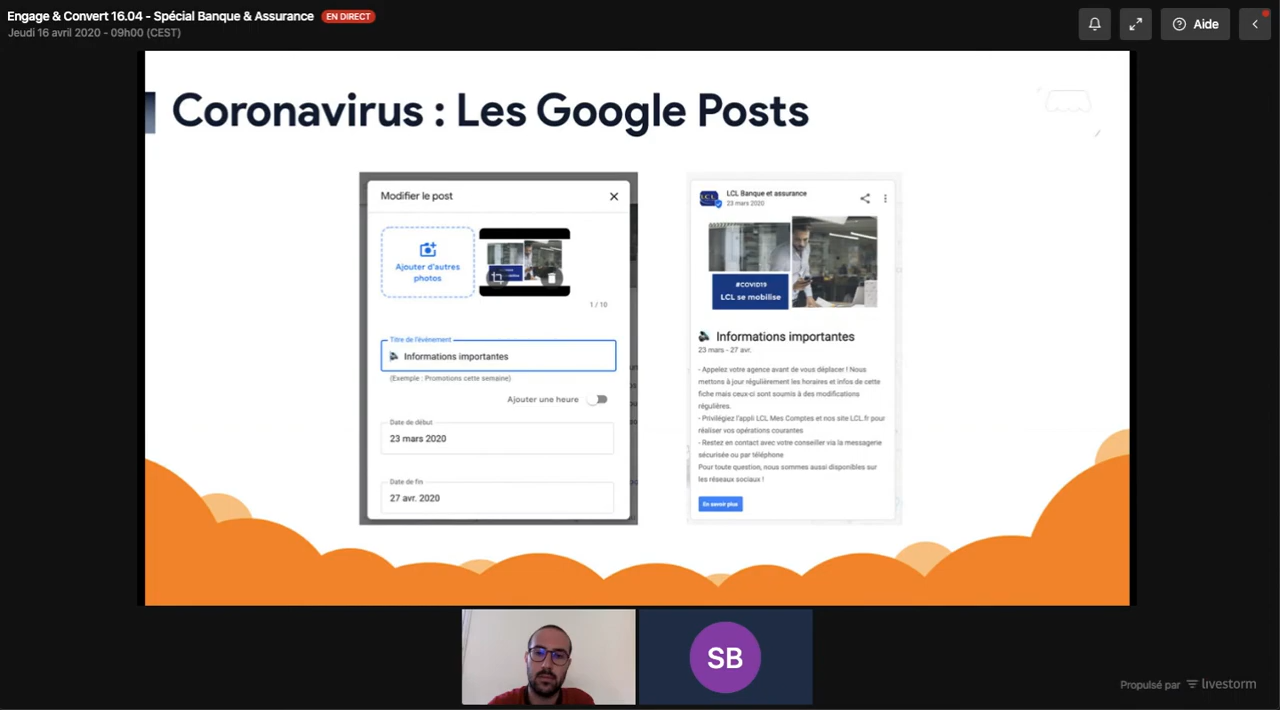 Engage & Convert 16.04 - Spécial Banque & Assurance EN DIRECT
Jeudi 16 avril 2020 - 09h00 (CEST)
Aide
Coronavirus : Les Google Posts
Modifier le post
Ajouter d'autres
photos
1 / 10
Titre de l'événement
Informations importantes
(Exemple : Promotions cette semaine)
Ajouter une heure
Date de début
23 mars 2020
Date de fin
27 avr. 2020
LCL
LCL Banque et assurance
23 mars 2020
#COVID19
LCL se mobilise
Informations importantes
23 mars - 27 avr.
- Appelez votre agence avant de vous déplacer ! Nous
mettons à jour régulièrement les horaires et infos de cette
fiche mais ceux-ci sont soumis à des modifications
régulières.
- Privilégiez l'appli LCL Mes Comptes et nos site LCL.fr pour
réaliser vos opérations courantes
- Restez en contact avec votre conseiller via la messagerie
sécurisée ou par téléphone
Pour toute question, nous sommes aussi disponibles sur
les réseaux sociaux !
En savoir plus
SB
Propulsé par livestorm